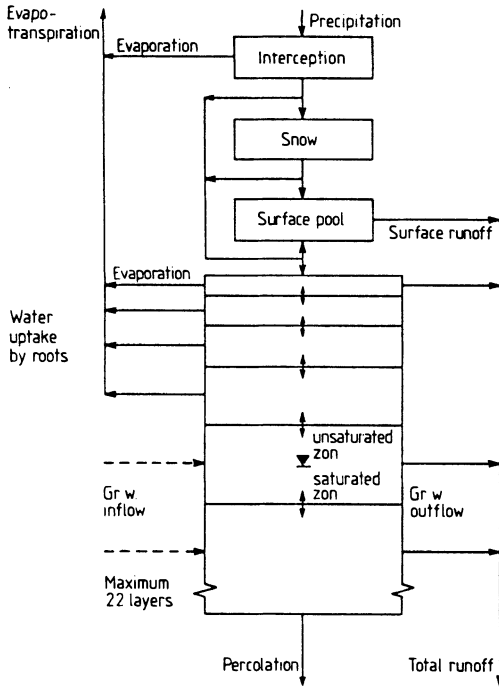 Evapo-
transpiration
Precipitation
Evaporation
Interception
Snow
Surface pool
Surface runoff
Evaporation
Water
uptake
by roots
unsaturated
zon
saturated
zon
Gr w.
inflow
Gr w
outflow
Maximum
22 layers
Percolation
Total runoff